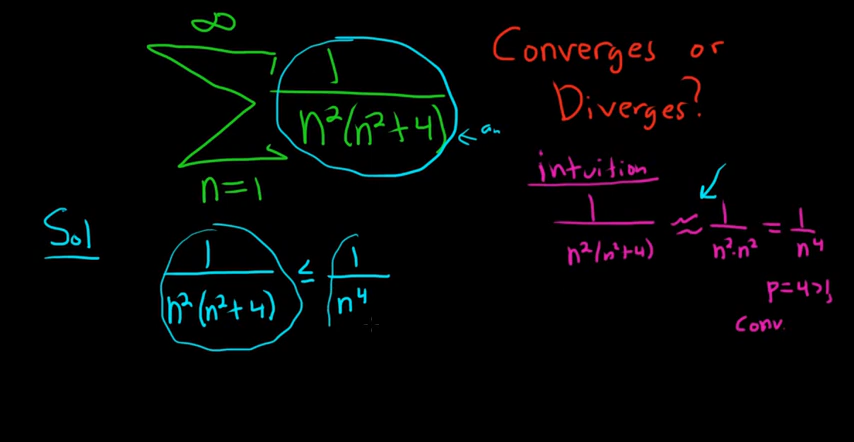 ∞
∑ 1 / n²(n²+4)
n=1
← aₙ
Converges or
Diverges?
intuition
1 / n²(n²+4) ≈ 1 / n²·n² = 1 / n⁴
p=4>1
conv.
Sol
1 / n²(n²+4) ≤ 1 / n⁴